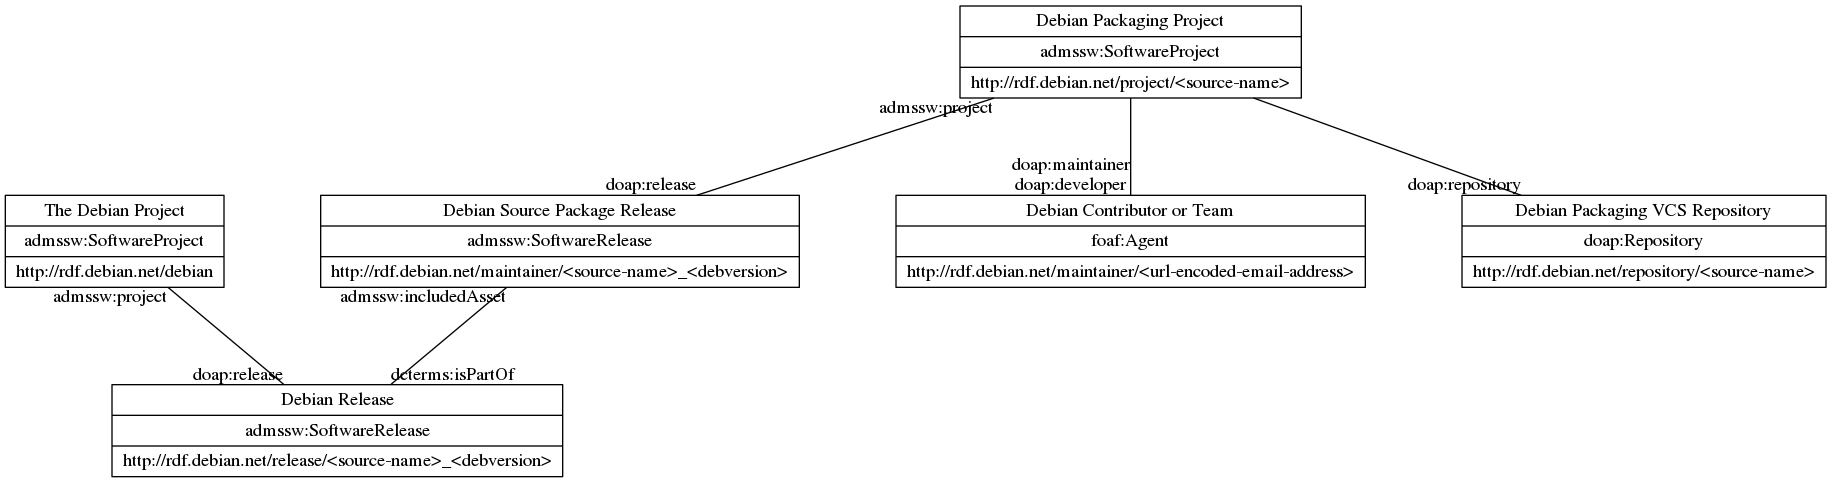 Debian Packaging Project
admssw:SoftwareProject
http://rdf.debian.net/project/<source-name>
admssw:project
doap:release
doap:maintainer
doap:developer
doap:repository
The Debian Project
admssw:SoftwareProject
http://rdf.debian.net/debian
Debian Source Package Release
admssw:SoftwareRelease
http://rdf.debian.net/maintainer/<source-name>_<debversion>
Debian Contributor or Team
foaf:Agent
http://rdf.debian.net/maintainer/<url-encoded-email-address>
Debian Packaging VCS Repository
doap:Repository
http://rdf.debian.net/repository/<source-name>
admssw:project
admssw:includedAsset
doap:release
dcterms:isPartOf
Debian Release
admssw:SoftwareRelease
http://rdf.debian.net/release/<source-name>_<debversion>